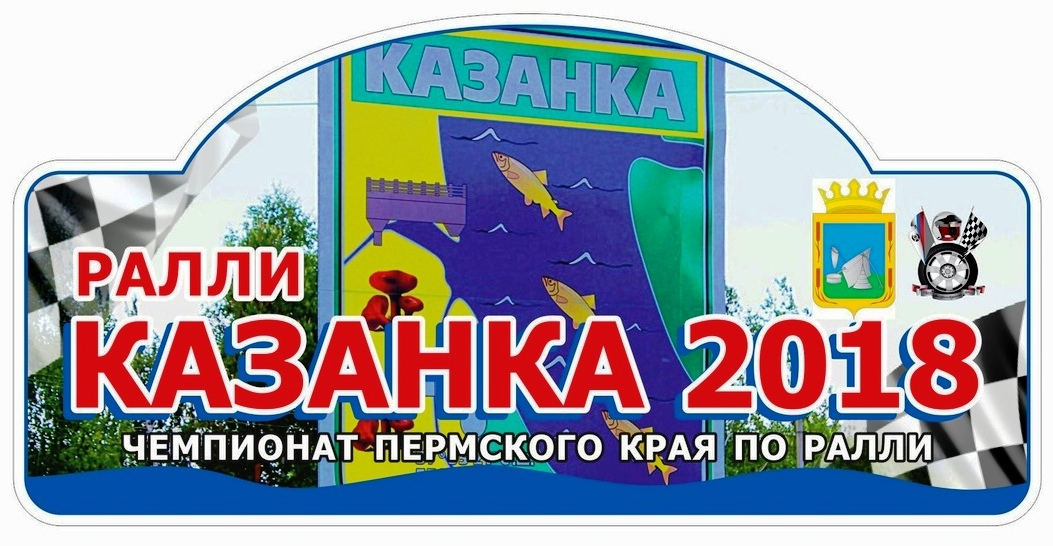 КАЗАНКА
РАЛЛИ
КАЗАНКА 2018
ЧЕМПИОНАТ ПЕРМСКОГО КРАЯ ПО РАЛЛИ